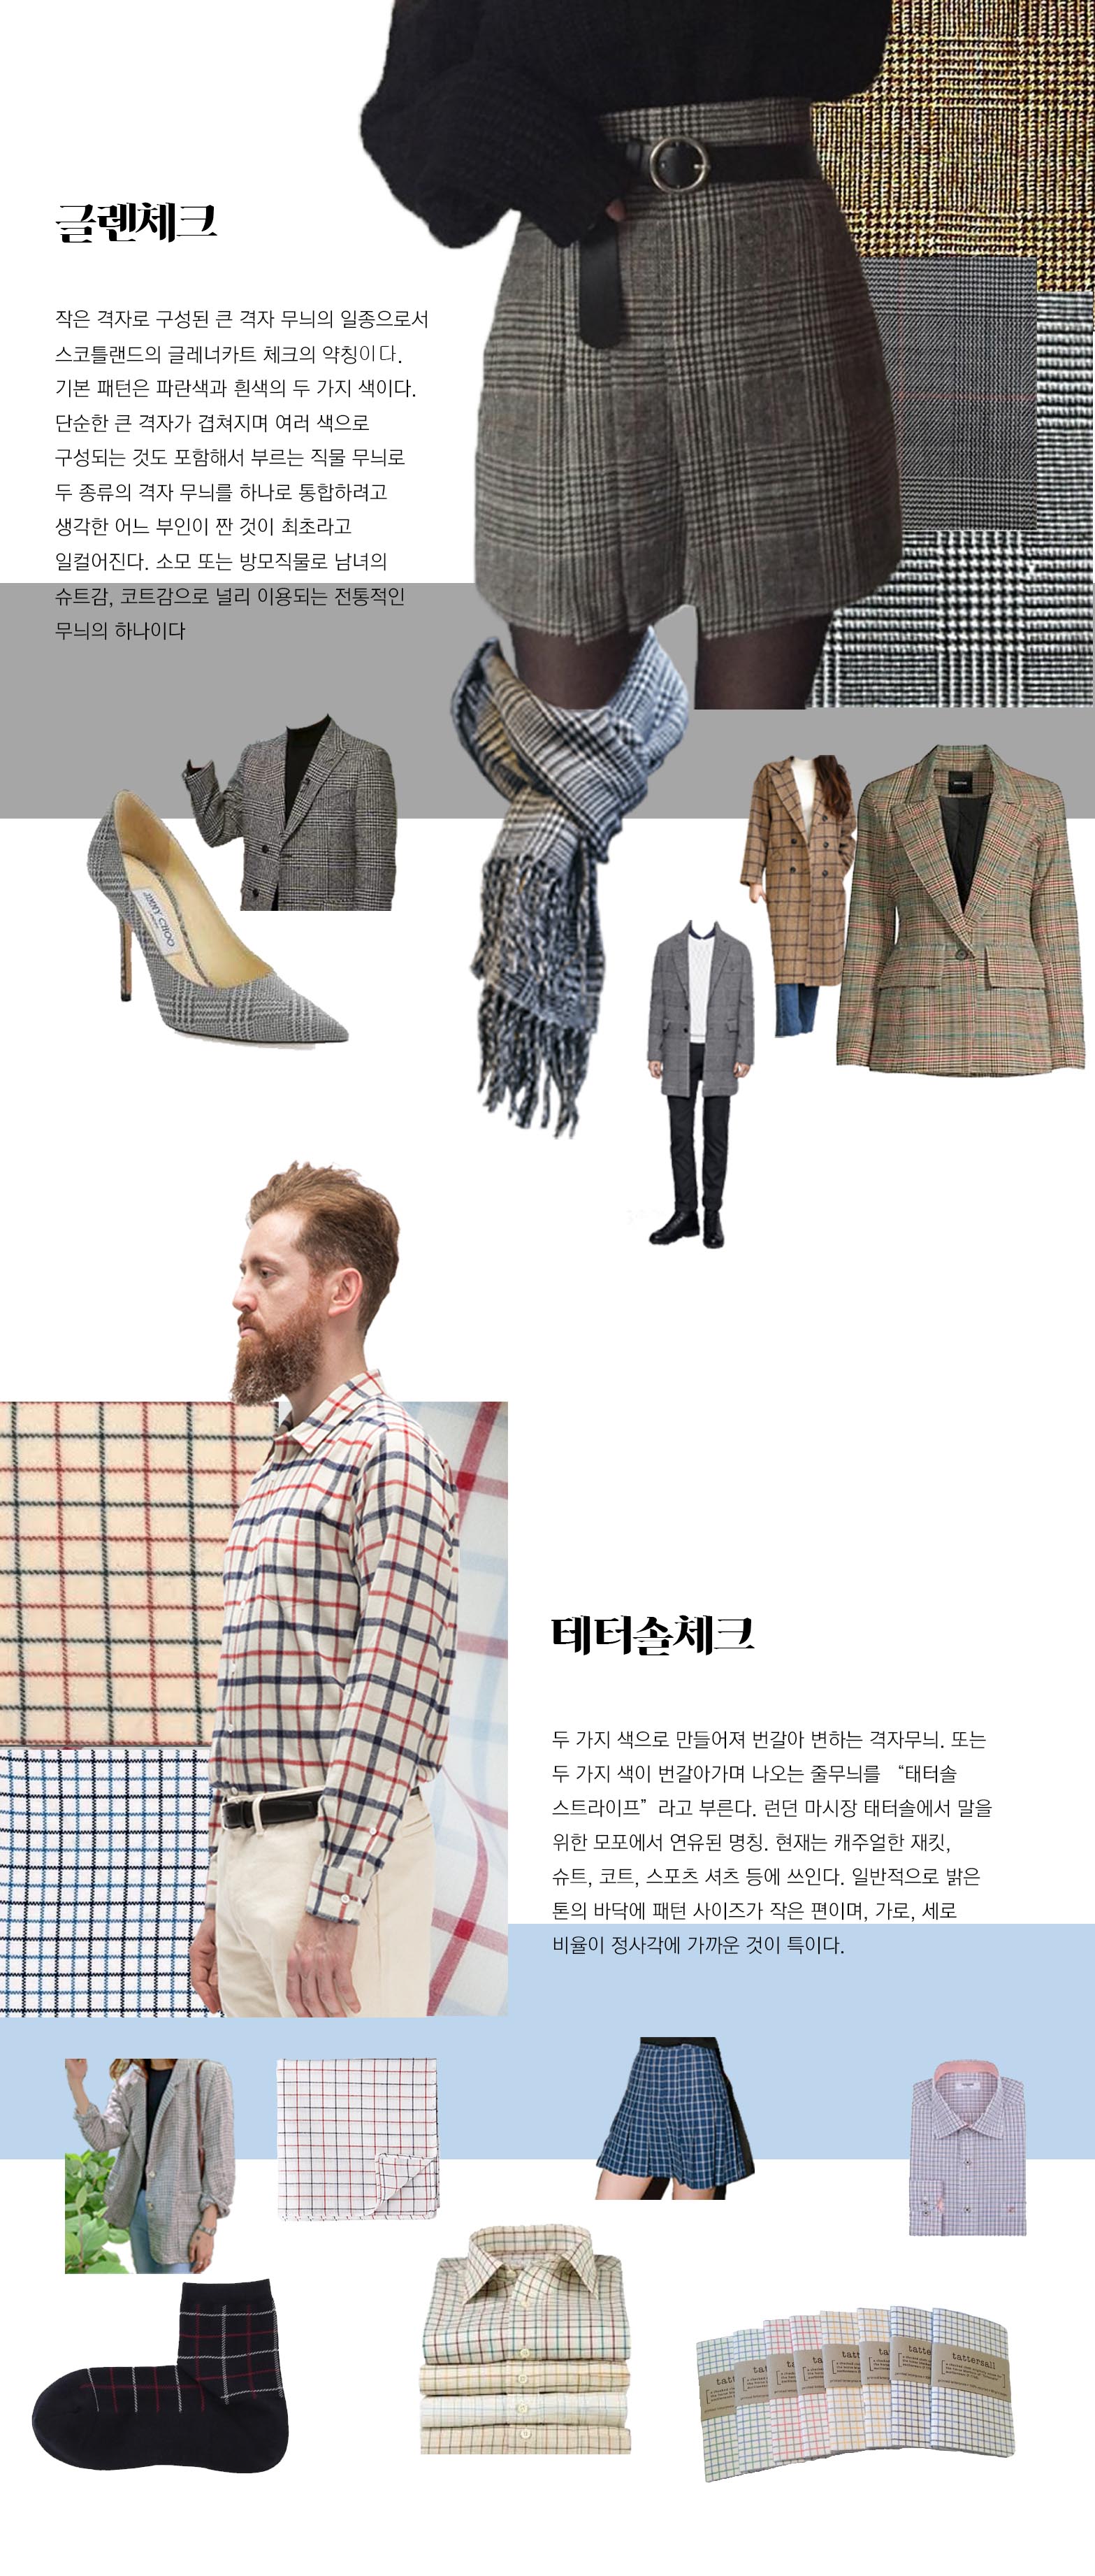 글렌체크
작은 격자로 구성된 큰 격자 무늬의 일종으로서
스코틀랜드의 글레너카트 체크의 약칭이다.
기본 패턴은 파란색과 흰색의 두 가지 색이다.
단순한 큰 격자가 겹쳐지며 여러 색으로
구성되는 것도 포함해서 부르는 직물 무늬로
두 종류의 격자 무늬를 하나로 통합하려고
생각한 어느 부인이 짠 것이 최초라고
일컬어진다. 소모 또는 방모직물로 남녀의
슈트감, 코트감으로 널리 이용되는 전통적인
무늬의 하나이다
JIMMY CHOO
테터솔체크
두 가지 색으로 만들어져 번갈아 변하는 격자무늬. 또는
두 가지 색이 번갈아가며 나오는 줄무늬를 “태터솔
스트라이프” 라고 부른다. 런던 마시장 태터솔에서 말을
위한 모포에서 연유된 명칭. 현재는 캐주얼한 재킷,
슈트, 코트, 스포츠 셔츠 등에 쓰인다. 일반적으로 밝은
톤의 바닥에 패턴 사이즈가 작은 편이며, 가로, 세로
비율이 정사각에 가까운 것이 특이다.
tattersall